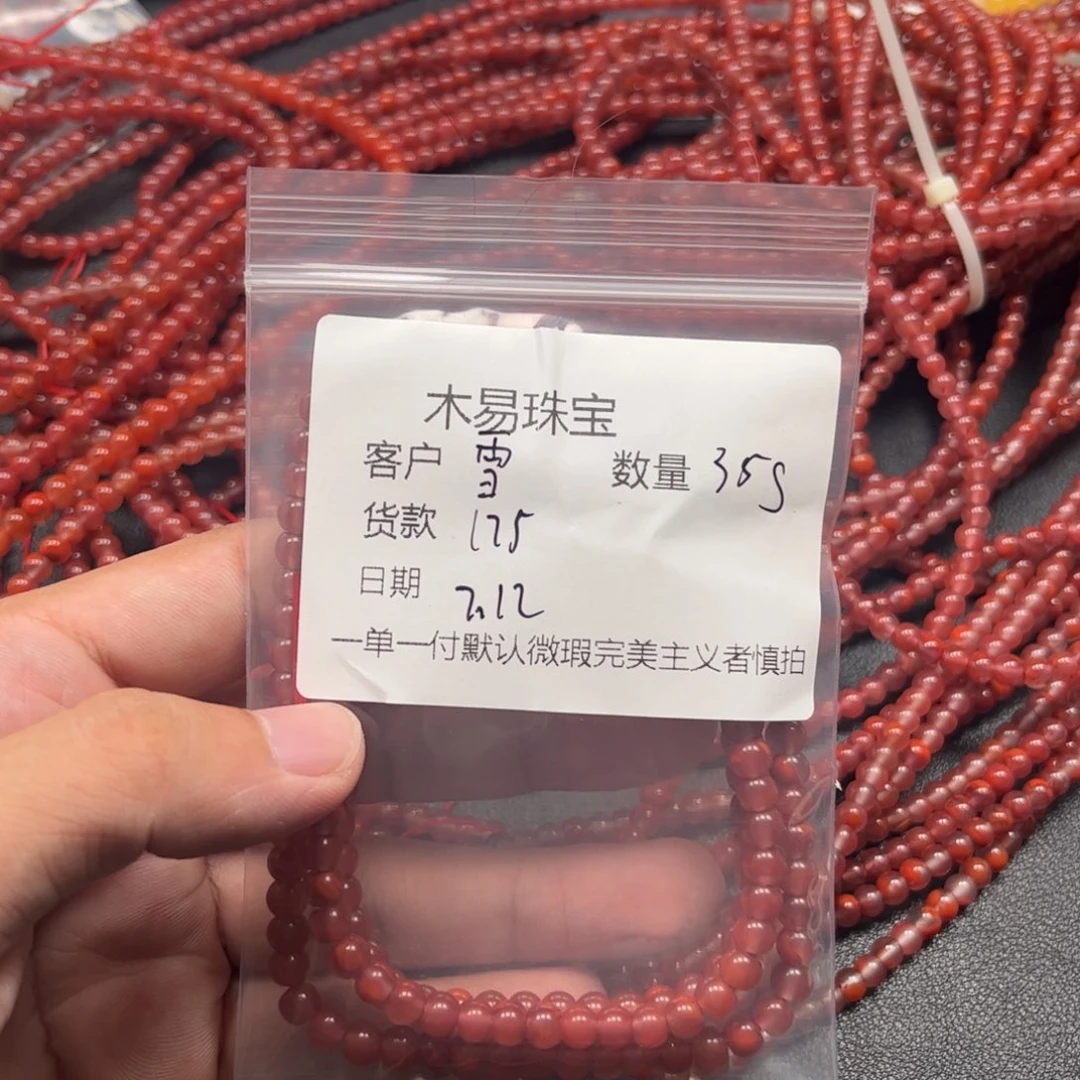 木易珠宝
客户 雪 数量 35g
货款 175
日期 7.12
一单一付默认微瑕完美主义者慎拍